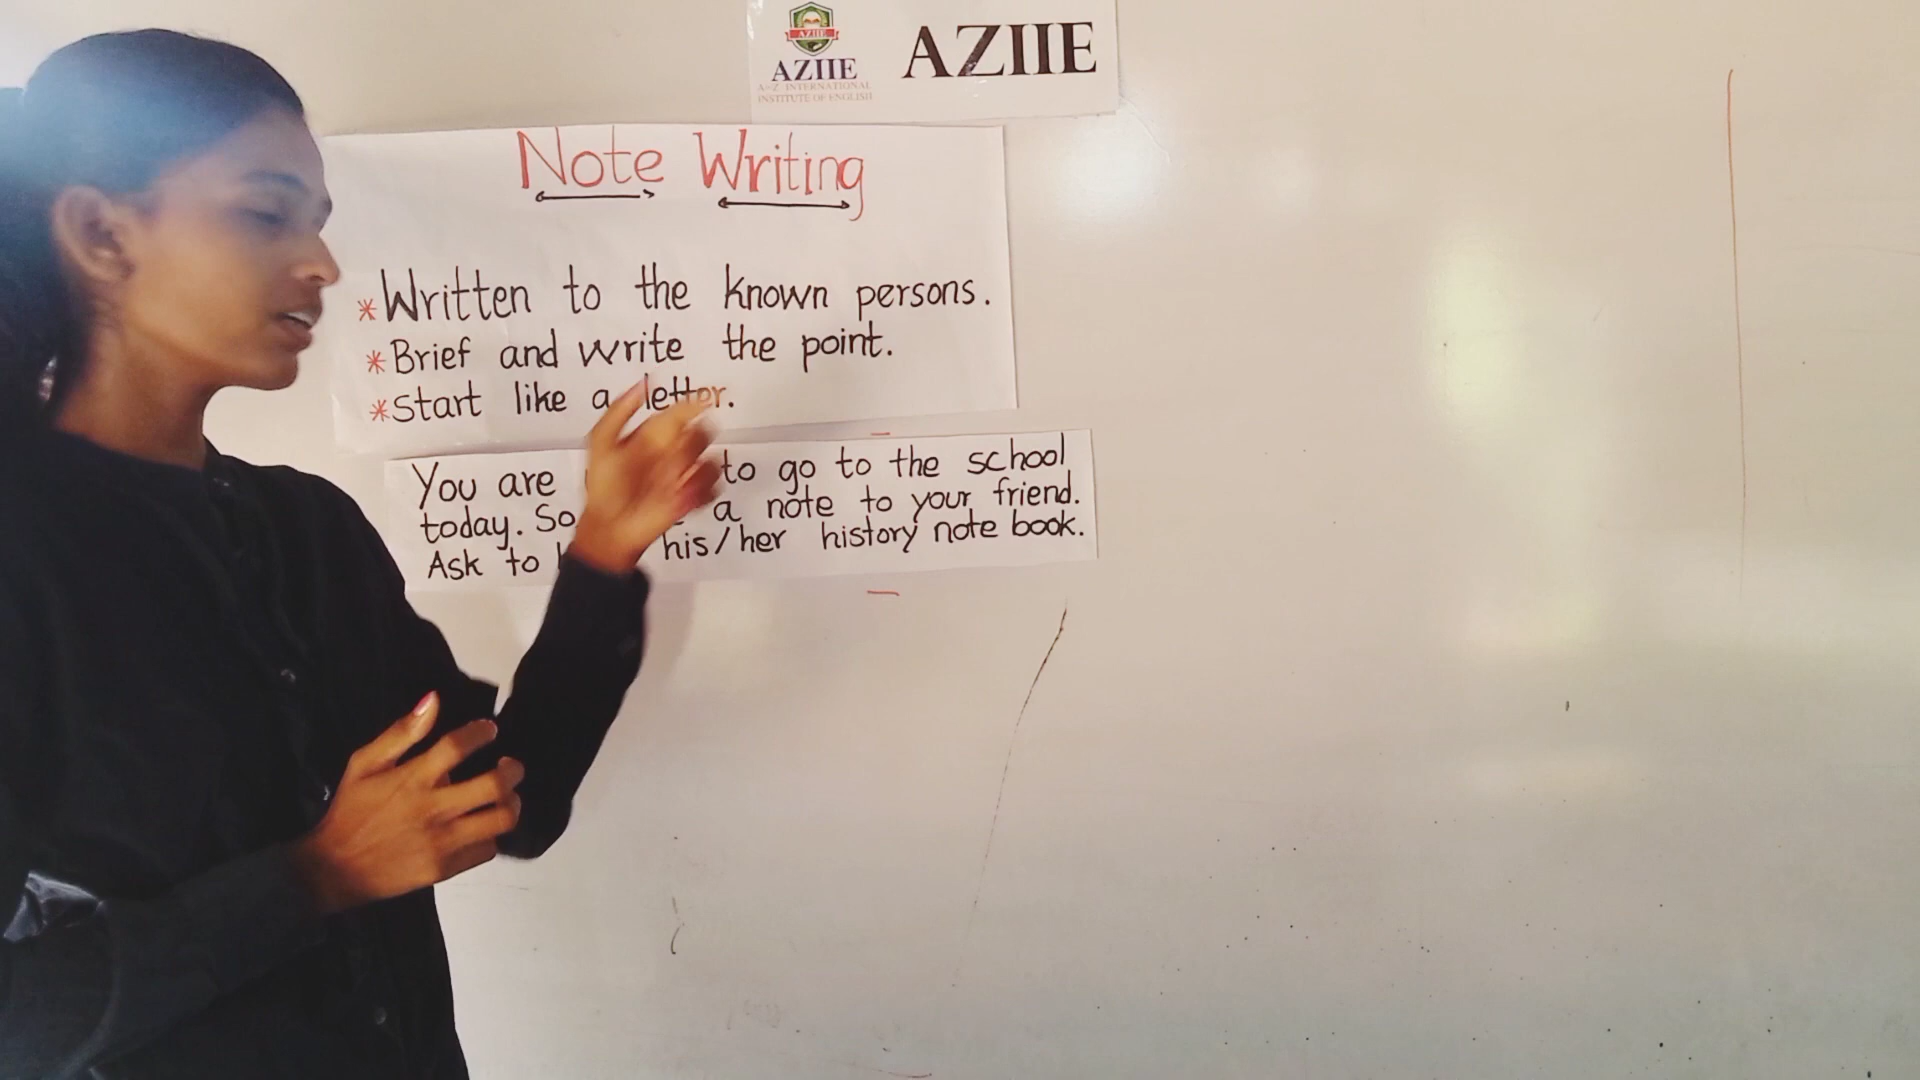 AZIIE
AZIIE
A-Z INTERNATIONAL
INSTITUTE OF ENGLISH
AZIIE
Note Writing
*Written to the known persons.
*Brief and write the point.
*start like a letter.
You are to go to the school
today. So a note to your friend.
Ask to his/her history note book.